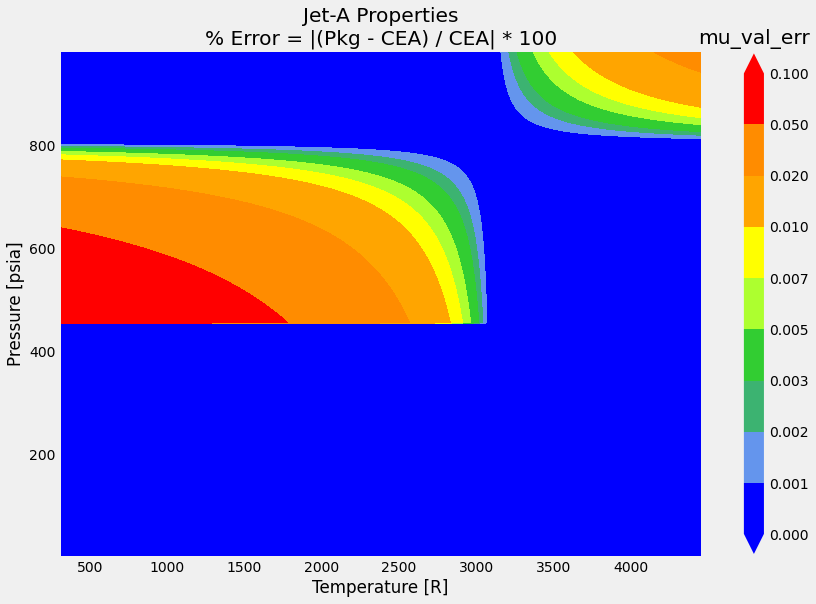 Jet-A Properties
% Error = |(Pkg - CEA) / CEA| * 100
mu_val_err
0.100
0.050
0.020
0.010
0.007
0.005
0.003
0.002
0.001
0.000
Pressure [psia]
800
600
400
200
500 1000 1500 2000 2500 3000 3500 4000
Temperature [R]